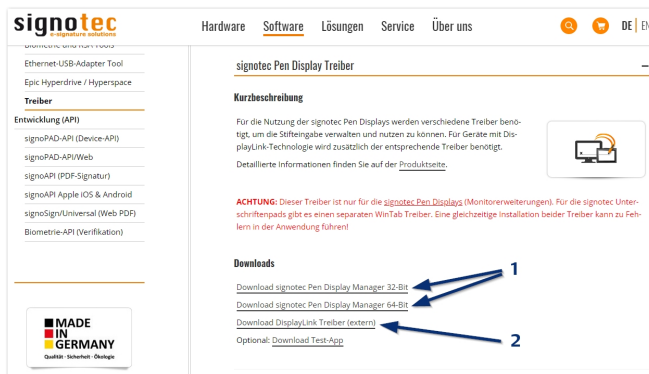 signotec
e-signature solutions
Hardware Software Lösungen Service Über uns
DE EN
Biometric und RSA Tools
Ethernet-USB-Adapter Tool
Epic Hyperdrive / Hyperspace
Treiber
Entwicklung (API)
signoPAD-API (Device-API)
signoPAD-API/Web
signoAPI (PDF-Signatur)
signoAPI Apple IOS & Android
signoSign/Universal (Web PDF)
Biometrie-API (Verifikation)
MADE
IN
GERMANY
Qualität · Sicherheit · Ökologie
signotec Pen Display Treiber
Kurzbeschreibung
Für die Nutzung der signotec Pen Displays werden verschiedene Treiber benö-
tigt, um die Stifteingabe verwalten und nutzen zu können. Für Geräte mit Dis-
playLink-Technologie wird zusätzlich der entsprechende Treiber benötigt.
Detaillierte Informationen finden Sie auf der Produktseite.
ACHTUNG: Dieser Treiber ist nur für die signotec Pen Displays (Monitorerweiterungen). Für die signotec Unter-
schriftenpads gibt es einen separaten WinTab Treiber. Eine gleichzeitige Installation beider Treiber kann zu Feh-
lern in der Anwendung führen!
Downloads
Download signotec Pen Display Manager 32-Bit
Download signotec Pen Display Manager 64-Bit
Download DisplayLink Treiber (extern)
Optional: Download Test-App
1
2